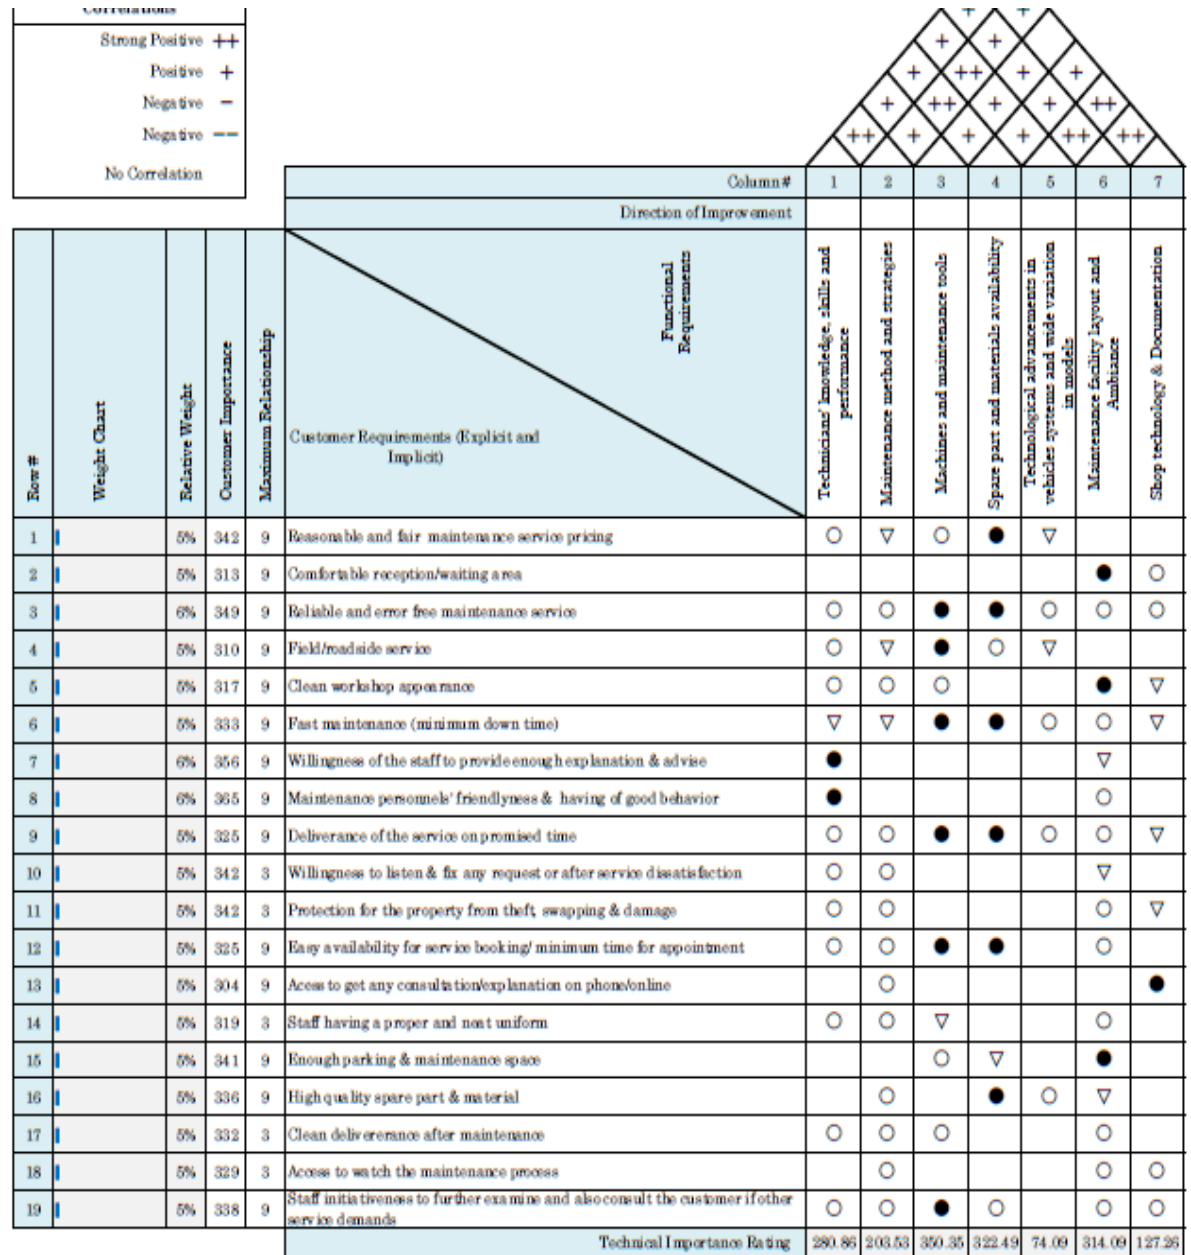 Correlations
Strong Positive ++
Positive +
Negative −
Negative −−
No Correlation
+ +
+ +
+ ++ + +
+ ++ + + ++
++ + + + ++ ++
Column # 1 2 3 4 5 6 7
Direction of Improvement
Row #
Weight Chart
Relative Weight
Customer Importance
Maximum Relationship
Customer Requirements (Explicit and
Implicit)
Functional
Requirements
Technicians' knowledge, skills and
performance
Maintenance method and strategies
Machines and maintenance tools
Spare part and materials availability
Technological advancements in
vehicles systems and wide variation
in models
Maintenance facility layout and
Ambiance
Shop technology & Documentation
1 5% 342 9 Reasonable and fair maintenance service pricing ○ ▽ ○ ● ▽
2 5% 313 9 Comfortable reception/waiting area ● ○
3 6% 349 9 Reliable and error free maintenance service ○ ○ ● ● ○ ○ ○
4 5% 310 9 Field/roadside service ○ ▽ ● ○ ▽
5 5% 317 9 Clean workshop appearance ○ ○ ○ ● ▽
6 5% 333 9 Fast maintenance (minimum down time) ▽ ▽ ● ● ○ ○ ▽
7 6% 356 9 Willingness of the staff to provide enough explanation & advise ● ▽
8 6% 365 9 Maintenance personnels' friendlyness & having of good behavior ● ○
9 5% 325 9 Deliverance of the service on promised time ○ ○ ● ● ○ ○ ▽
10 5% 342 3 Willingness to listen & fix any request or after service dissatisfaction ○ ○ ▽
11 5% 342 3 Protection for the property from theft, swapping & damage ○ ○ ○ ▽
12 5% 325 9 Easy availability for service booking/ minimum time for appointment ○ ○ ● ● ○
13 5% 304 9 Acess to get any consultation/explanation on phone/online ○ ●
14 5% 319 3 Staff having a proper and neat uniform ○ ○ ▽ ○
15 5% 341 9 Enough parking & maintenance space ○ ▽ ●
16 5% 336 9 High quality spare part & material ○ ● ○ ▽
17 5% 332 3 Clean delivererance after maintenance ○ ○ ○ ○
18 5% 329 3 Access to watch the maintenance process ○ ○ ○
19 5% 338 9 Staff initiativeness to further examine and also consult the customer if other
service demands ○ ○ ● ○ ○ ○
Technical Importance Rating 280.86 203.53 350.35 322.49 74.09 314.09 127.26